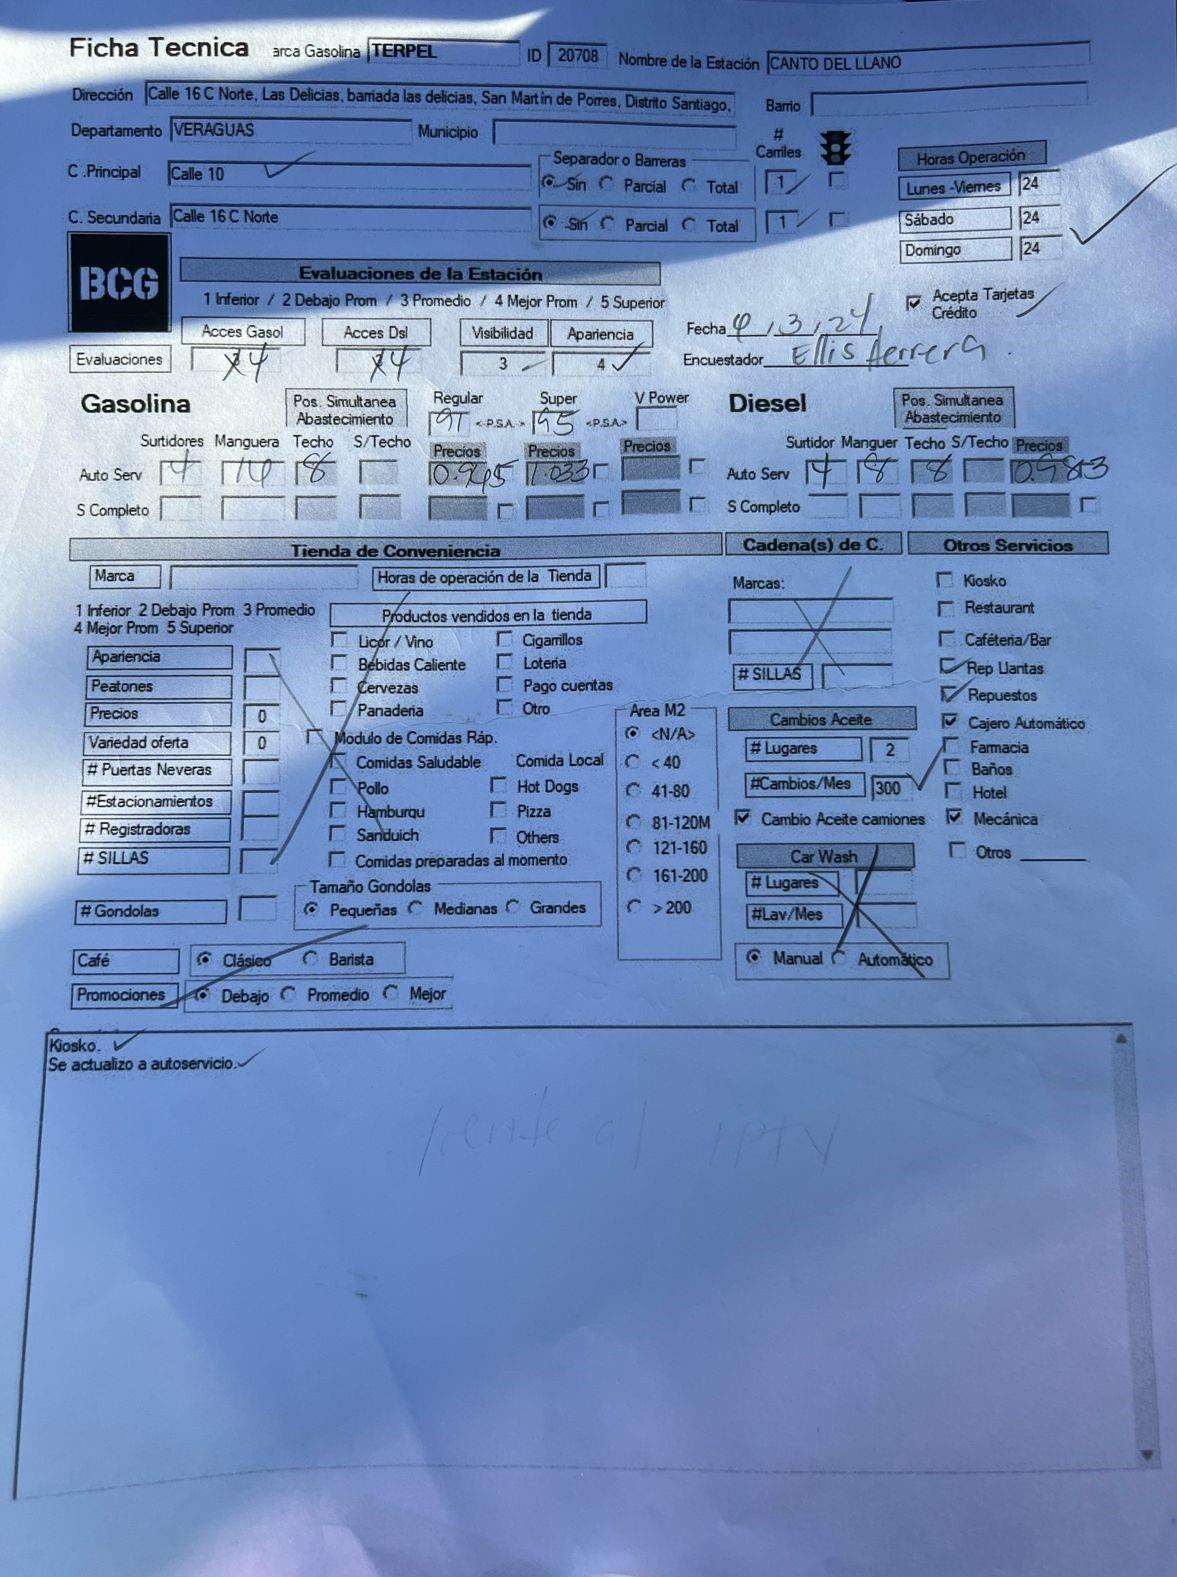 Ficha Tecnica arca Gasolina TERPEL ID 20708 Nombre de la Estación CANTO DEL LLANO
Dirección Calle 16 C Norte, Las Delicias, barriada las delicias, San Martín de Porres, Distrito Santiago, Barrio
Departamento VERAGUAS Municipio
C .Principal Calle 10
Separador o Barreras
Sin Parcial Total
# Carriles
1
C. Secundaria Calle 16 C Norte
Sin Parcial Total
1
Horas Operación
Lunes -Viernes 24
Sábado 24
Domingo 24
BCG
Evaluaciones de la Estación
1 Inferior / 2 Debajo Prom / 3 Promedio / 4 Mejor Prom / 5 Superior
Acepta Tarjetas Crédito
Acces Gasol Acces Dsl Visibilidad Apariencia
Evaluaciones 4 4 3 4
Fecha 4, 3, 24
Encuestador Ellis Herrera
Gasolina
Pos. Simultanea Abastecimiento
Regular Super V Power
91 <-P.S.A.-> 95 <-P.S.A.->
Surtidores Manguera Techo S/Techo Precios Precios Precios
Auto Serv 4 8 1.033
S Completo
Diesel
Pos. Simultanea Abastecimiento
Surtidor Manguer Techo S/Techo Precios
Auto Serv 4 8 8 0.983
S Completo
Tienda de Conveniencia
Marca Horas de operación de la Tienda
1 Inferior 2 Debajo Prom 3 Promedio
4 Mejor Prom 5 Superior
Apariencia
Peatones
Precios 0
Variedad oferta 0
# Puertas Neveras
#Estacionamientos
# Registradoras
# SILLAS
# Gondolas
Productos vendidos en la tienda
Licor / Vino Cigarrillos
Bebidas Caliente Loteria
Cervezas Pago cuentas
Panaderia Otro
Modulo de Comidas Ráp.
Comidas Saludable Comida Local
Pollo Hot Dogs
Hamburqu Pizza
Sanduich Others
Comidas preparadas al momento
Tamaño Gondolas
Pequeñas Medianas Grandes
Café Clásico Barista
Promociones Debajo Promedio Mejor
Area M2
<N/A>
< 40
41-80
81-120M
121-160
161-200
> 200
Cadena(s) de C.
Marcas:
# SILLAS
Cambios Aceite
# Lugares 2
#Cambios/Mes 300
Cambio Aceite camiones
Car Wash
# Lugares
#Lav/Mes
Manual Automático
Otros Servicios
Kiosko
Restaurant
Caféteria/Bar
Rep Llantas
Repuestos
Cajero Automático
Farmacia
Baños
Hotel
Mecánica
Otros
Kiosko.
Se actualizo a autoservicio.
frente al